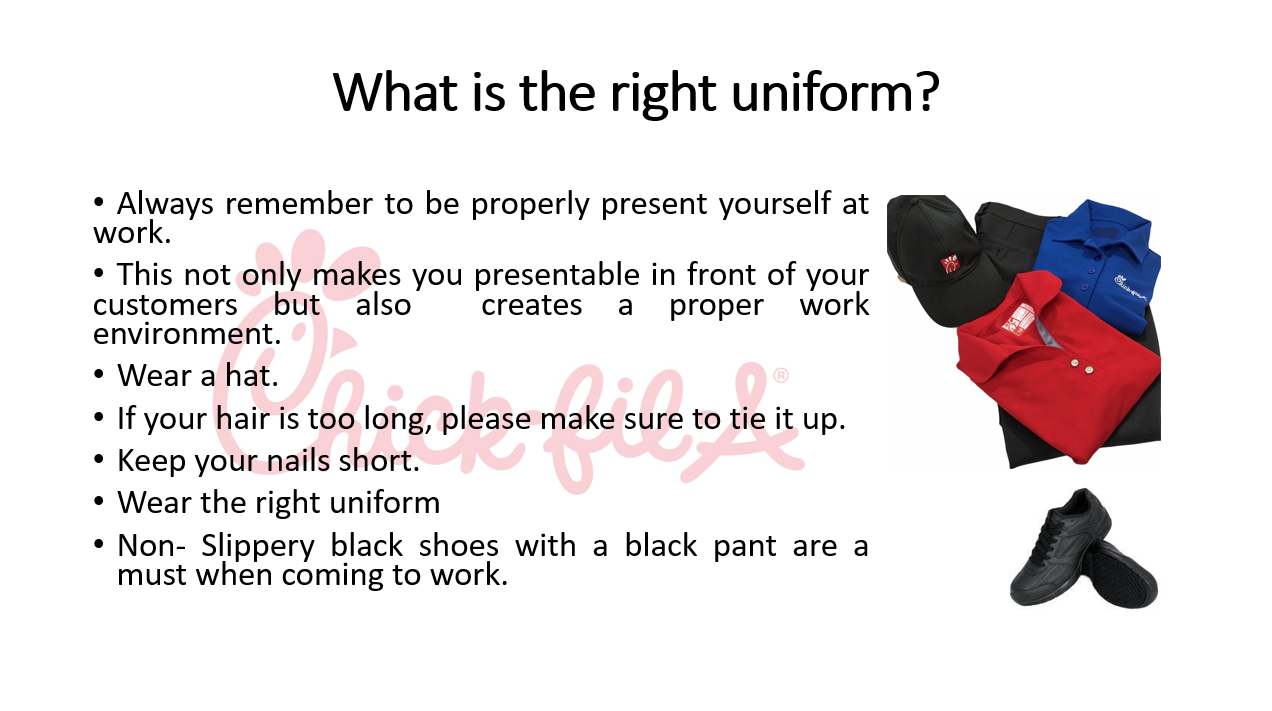 What is the right uniform?
• Always remember to be properly present yourself at
work.
• This not only makes you presentable in front of your
customers but also creates a proper work
environment.
• Wear a hat.
• If your hair is too long, please make sure to tie it up.
• Keep your nails short.
• Wear the right uniform
• Non- Slippery black shoes with a black pant are a
must when coming to work.
Chick-fil-A®
Chick-fil-A